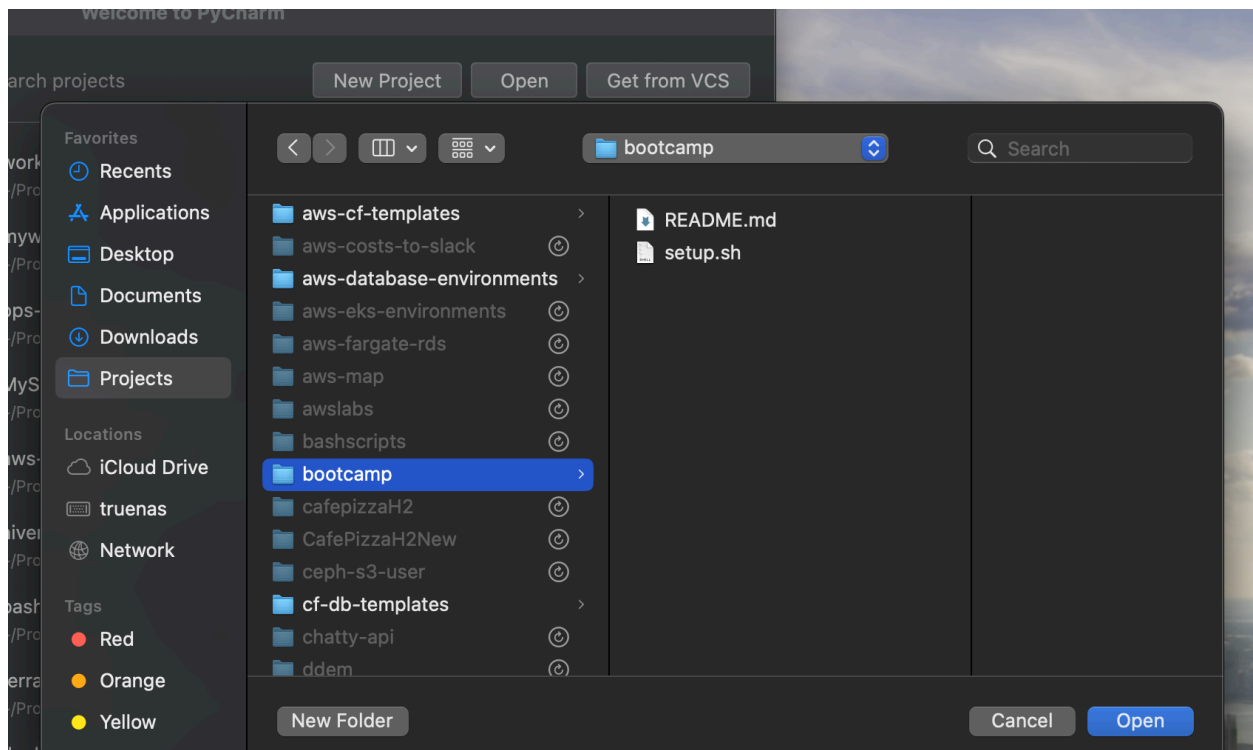 Welcome to PyCharm
arch projects
New Project
Open
Get from VCS
Favorites
Recents
Applications
Desktop
Documents
Downloads
Projects
Locations
iCloud Drive
truenas
Network
Tags
Red
Orange
Yellow
bootcamp
Search
aws-cf-templates
aws-costs-to-slack
aws-database-environments
aws-eks-environments
aws-fargate-rds
aws-map
awslabs
bashscripts
bootcamp
cafepizzaH2
CafePizzaH2New
ceph-s3-user
cf-db-templates
chatty-api
ddem
README.md
setup.sh
New Folder
Cancel
Open